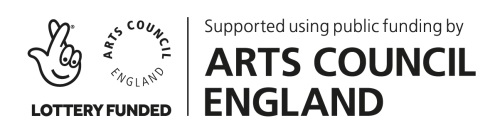 ARTS COUNCIL
ENGLAND
LOTTERY FUNDED
Supported using public funding by
ARTS COUNCIL
ENGLAND